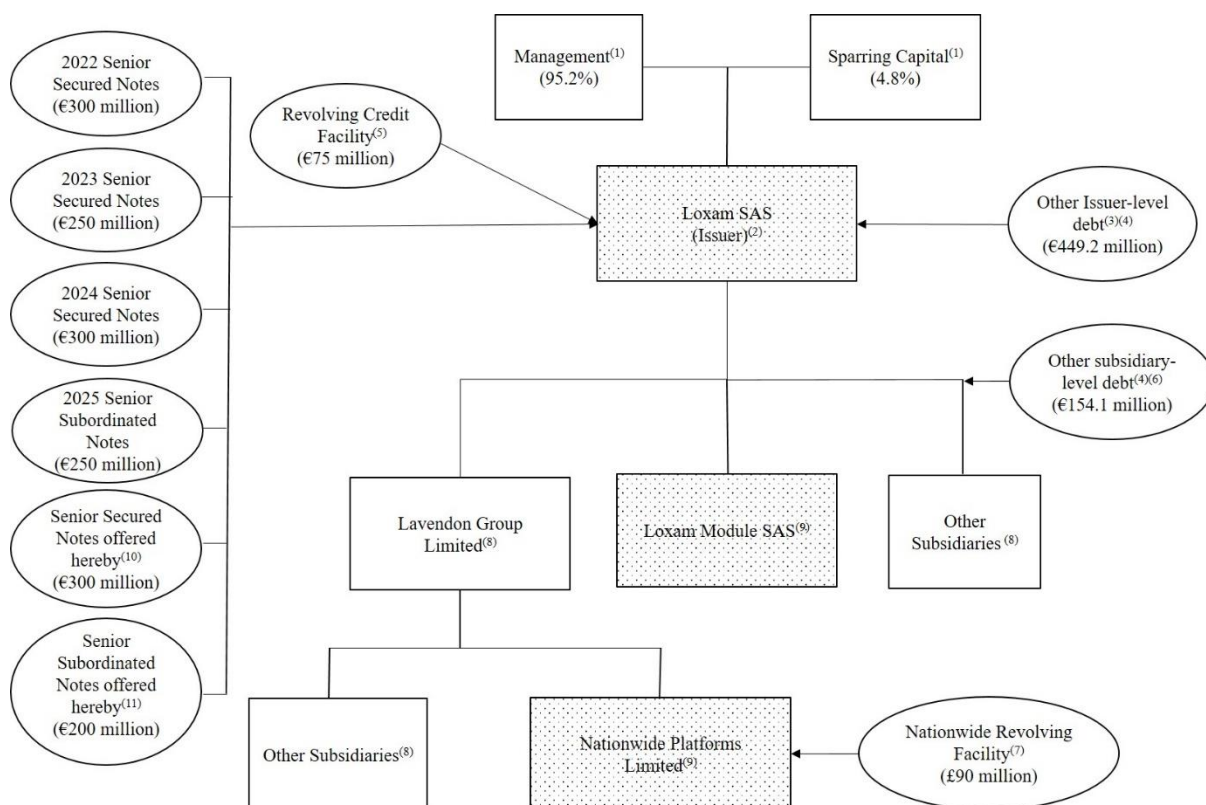 2022 Senior
Secured Notes
(€300 million)
2023 Senior
Secured Notes
(€250 million)
2024 Senior
Secured Notes
(€300 million)
2025 Senior
Subordinated
Notes
(€250 million)
Senior Secured
Notes offered
hereby(10)
(€300 million)
Senior
Subordinated
Notes offered
hereby(11)
(€200 million)
Revolving Credit
Facility(5)
(€75 million)
Management(1)
(95.2%)
Sparring Capital(1)
(4.8%)
Loxam SAS
(Issuer)(2)
Other Issuer-level
debt(3)(4)
(€449.2 million)
Other subsidiary-
level debt(4)(6)
(€154.1 million)
Lavendon Group
Limited(8)
Loxam Module SAS(9)
Other
Subsidiaries(8)
Other Subsidiaries(8)
Nationwide Platforms
Limited(9)
Nationwide Revolving
Facility(7)
(£90 million)